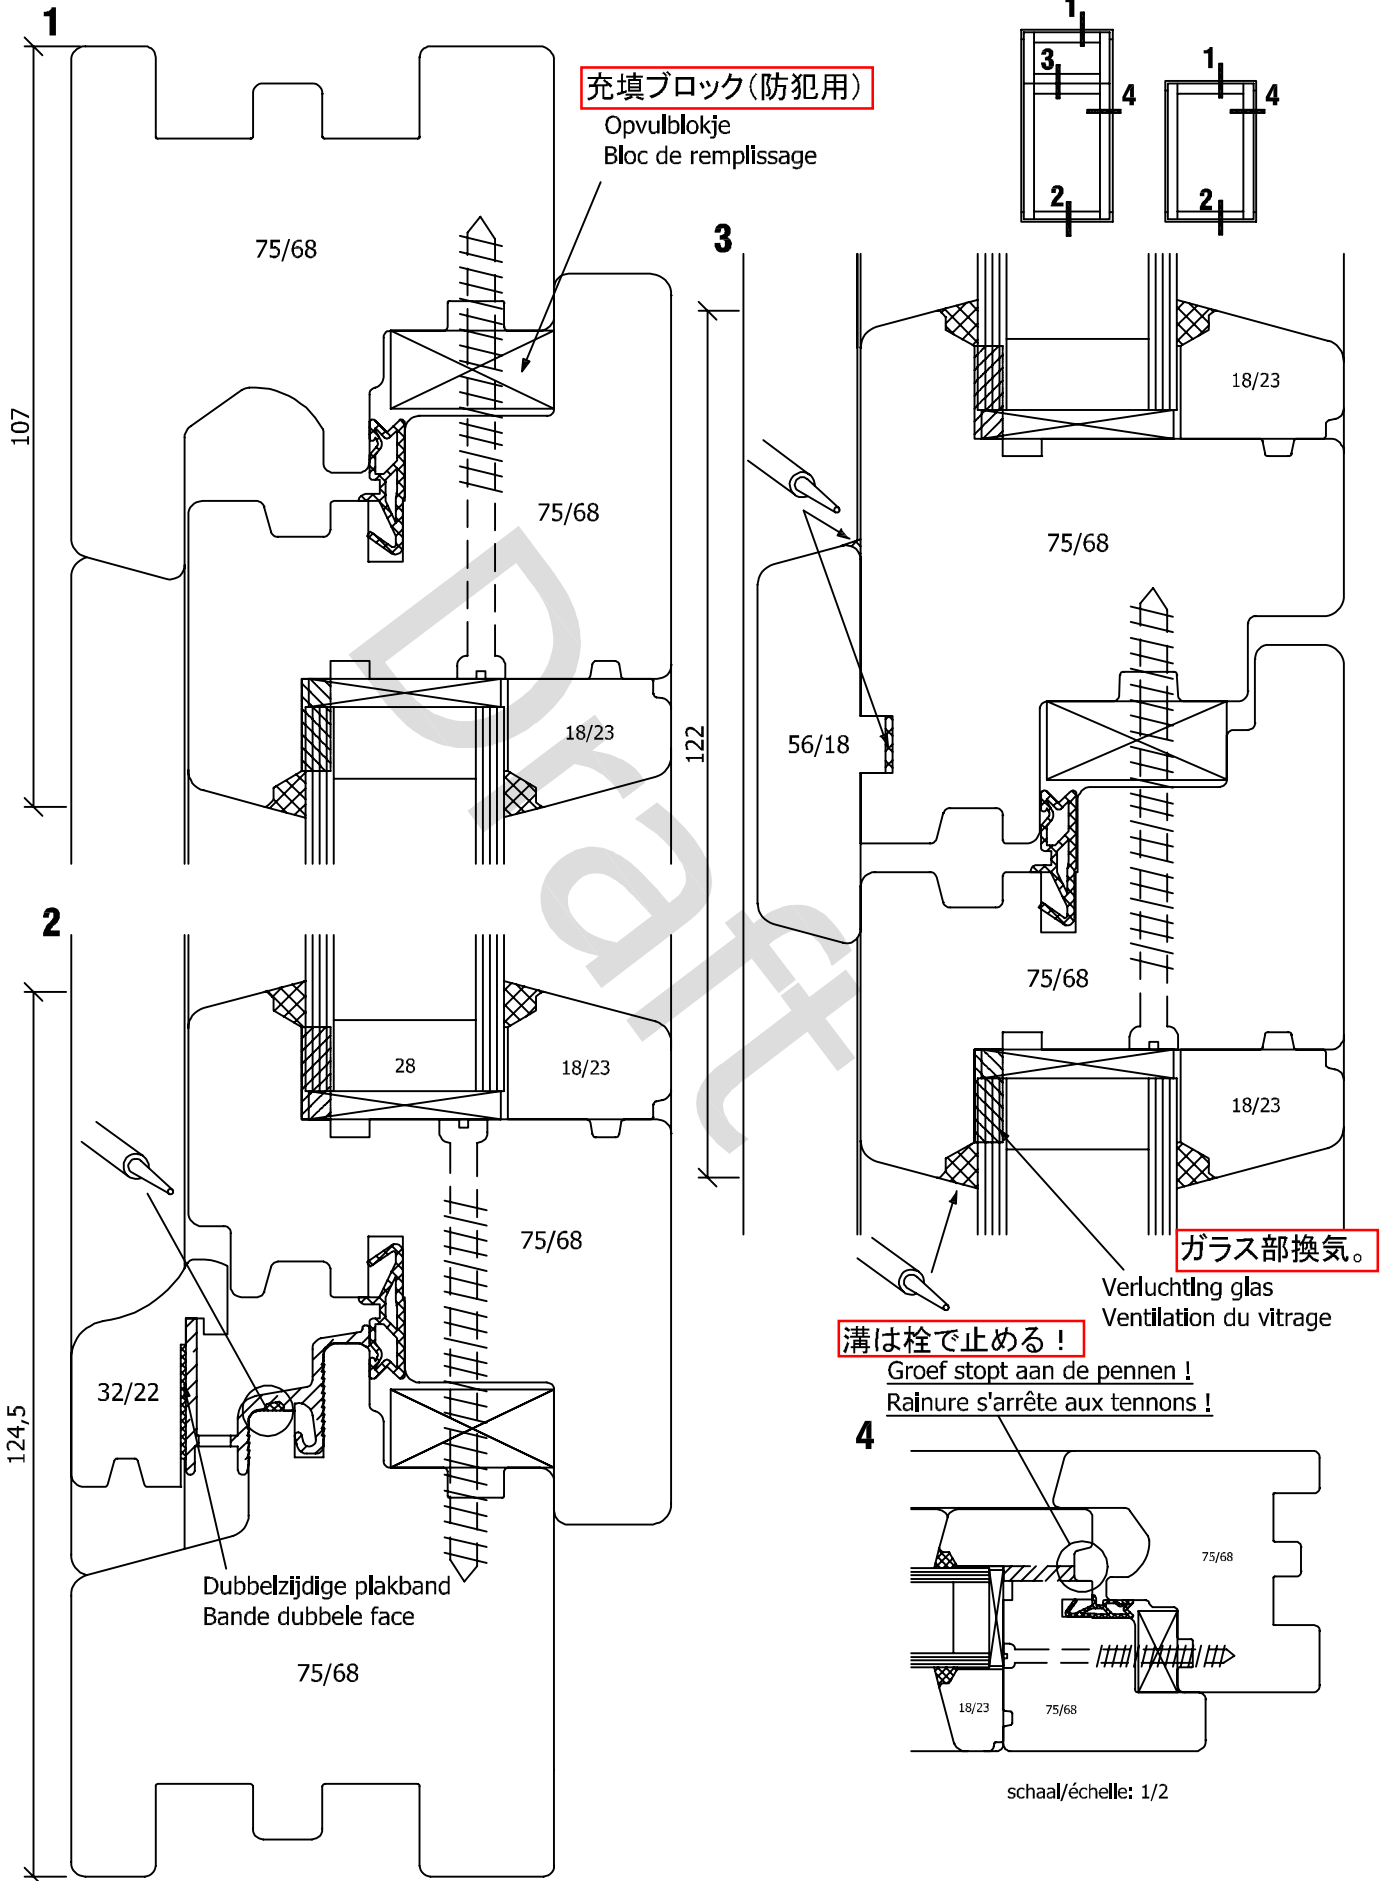 1
充填ブロック(防犯用)
Opvulblokje
Bloc de remplissage
75/68
107
75/68
18/23
1
3
4
2
1
4
2
3
18/23
75/68
122
56/18
75/68
18/23
ガラス部換気。
Verluchting glas
Ventilation du vitrage
溝は栓で止める!
Groef stopt aan de pennen !
Rainure s'arrête aux tennons !
2
28
18/23
75/68
32/22
124,5
Dubbelzijdige plakband
Bande dubbele face
75/68
4
75/68
18/23
75/68
schaal/échelle: 1/2
Draft